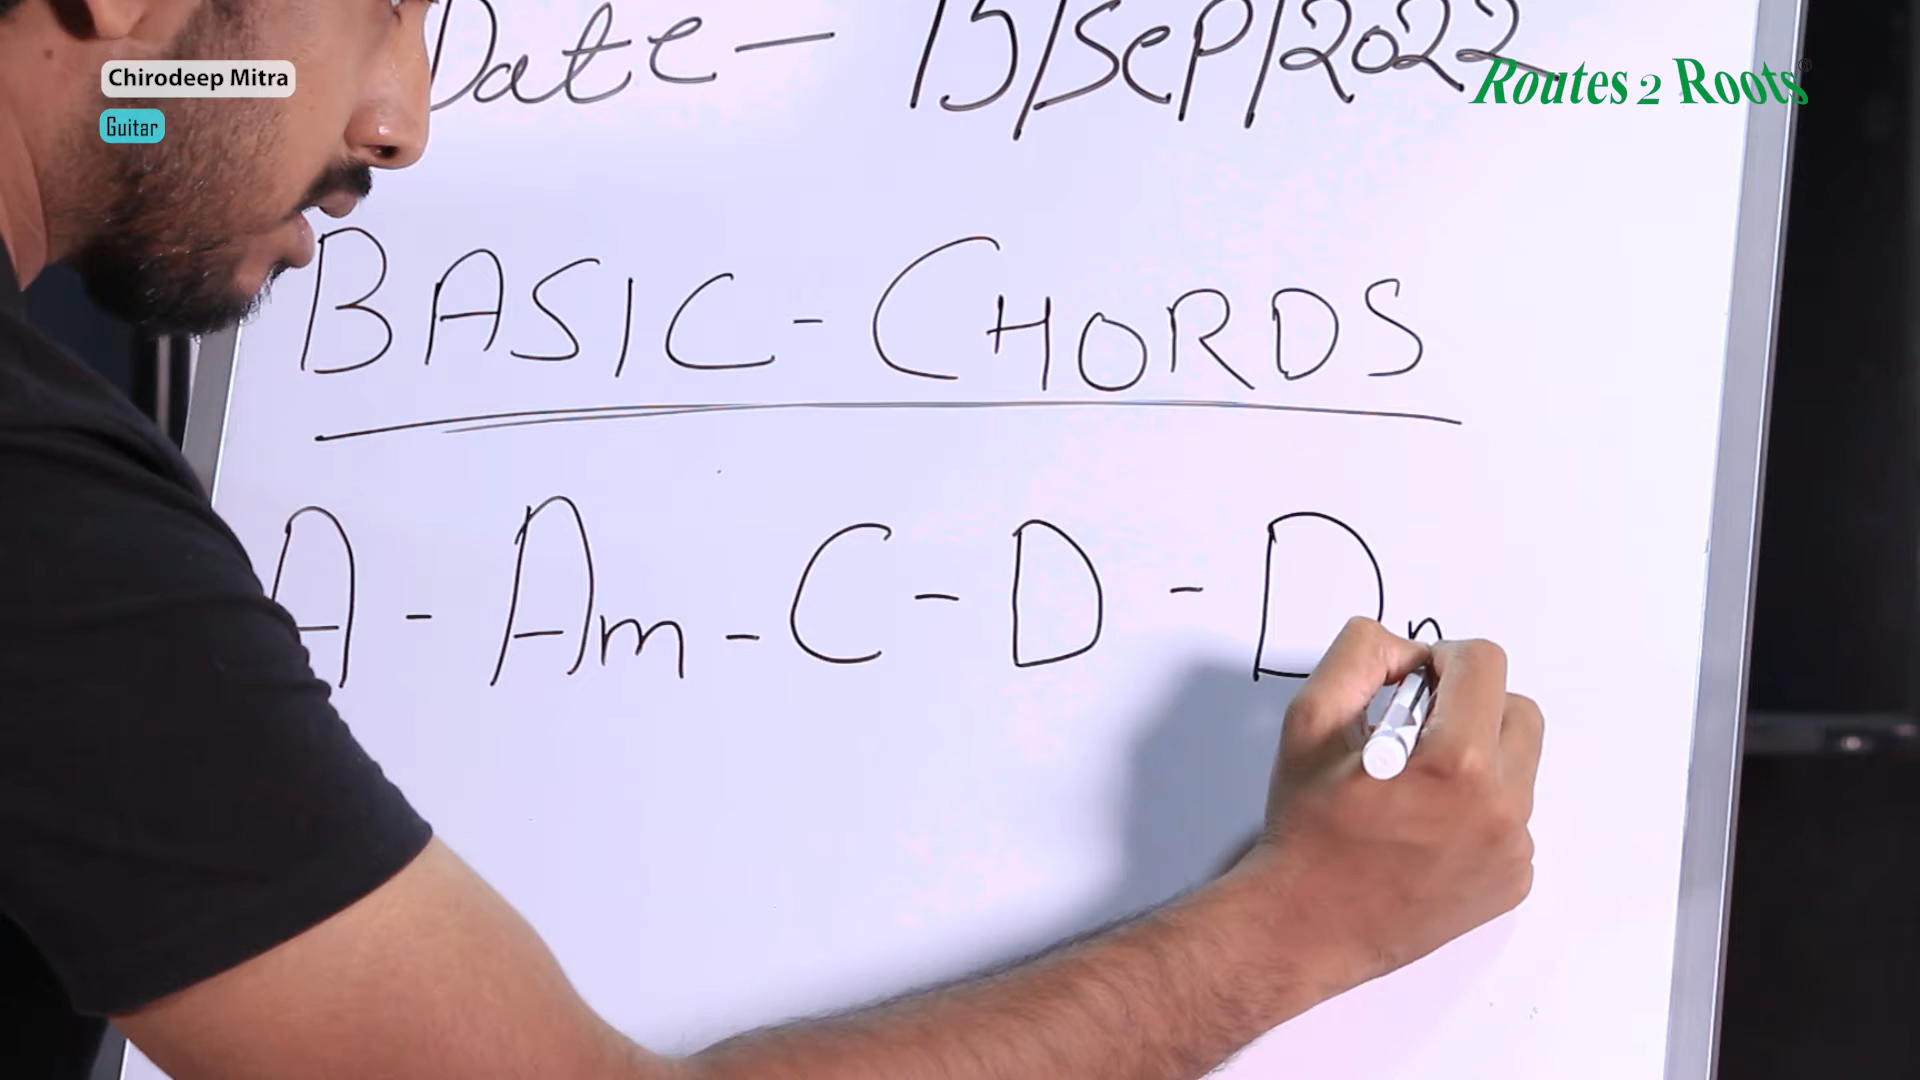 Date - 15/Sep/2022
Chirodeep Mitra
Routes 2 Roots®
Guitar
BASIC - CHORDS
A - Am - C - D - D